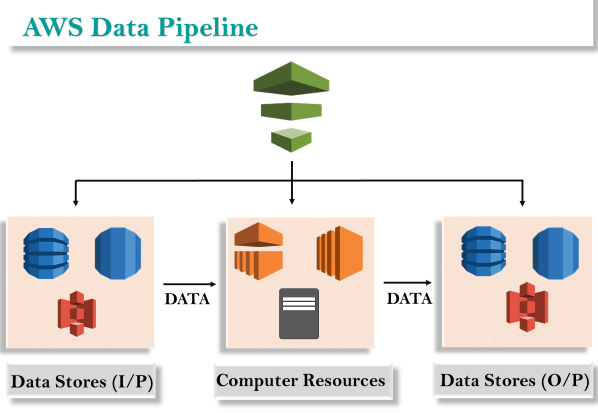 AWS Data Pipeline
DATA
DATA
Data Stores (I/P)
Computer Resources
Data Stores (O/P)